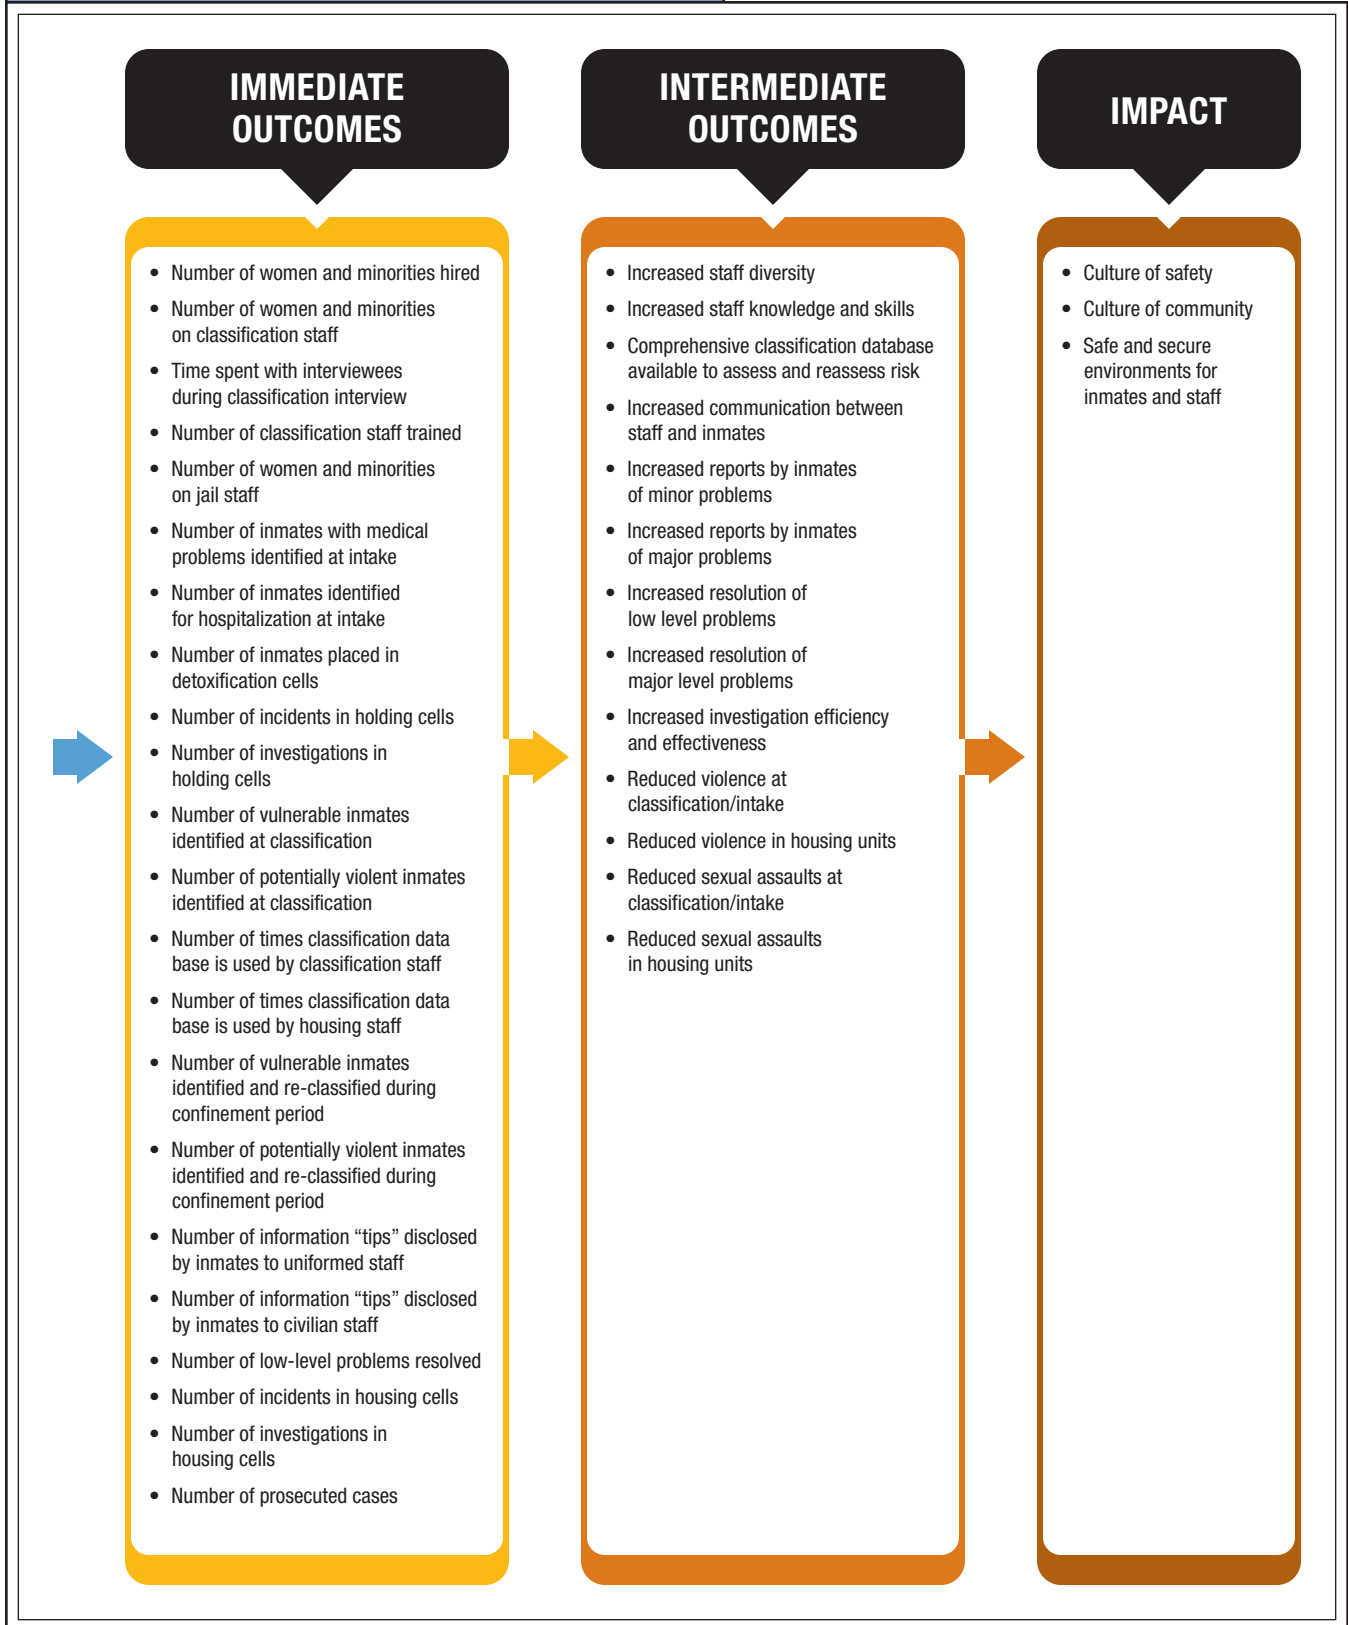 IMMEDIATE
OUTCOMES
• Number of women and minorities hired
• Number of women and minorities
on classification staff
• Time spent with interviewees
during classification interview
• Number of classification staff trained
• Number of women and minorities
on jail staff
• Number of inmates with medical
problems identified at intake
• Number of inmates identified
for hospitalization at intake
• Number of inmates placed in
detoxification cells
• Number of incidents in holding cells
• Number of investigations in
holding cells
• Number of vulnerable inmates
identified at classification
• Number of potentially violent inmates
identified at classification
• Number of times classification data
base is used by classification staff
• Number of times classification data
base is used by housing staff
• Number of vulnerable inmates
identified and re-classified during
confinement period
• Number of potentially violent inmates
identified and re-classified during
confinement period
• Number of information “tips” disclosed
by inmates to uniformed staff
• Number of information “tips” disclosed
by inmates to civilian staff
• Number of low-level problems resolved
• Number of incidents in housing cells
• Number of investigations in
housing cells
• Number of prosecuted cases
INTERMEDIATE
OUTCOMES
• Increased staff diversity
• Increased staff knowledge and skills
• Comprehensive classification database
available to assess and reassess risk
• Increased communication between
staff and inmates
• Increased reports by inmates
of minor problems
• Increased reports by inmates
of major problems
• Increased resolution of
low level problems
• Increased resolution of
major level problems
• Increased investigation efficiency
and effectiveness
• Reduced violence at
classification/intake
• Reduced violence in housing units
• Reduced sexual assaults at
classification/intake
• Reduced sexual assaults
in housing units
IMPACT
• Culture of safety
• Culture of community
• Safe and secure
environments for
inmates and staff